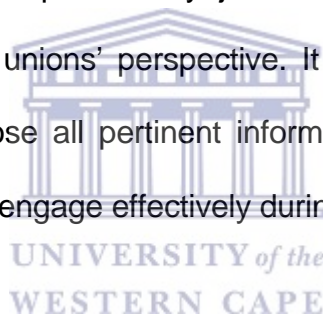 unions’ perspective. It
ose all pertinent inform
engage effectively durin
UNIVERSITY of the
WESTERN CAPE